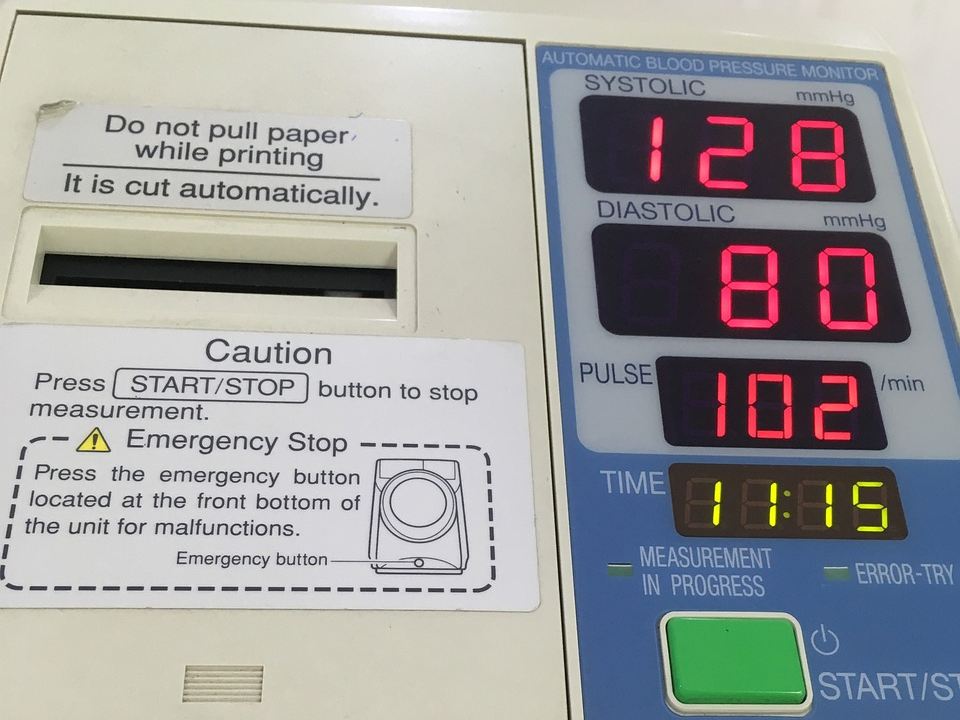 Do not pull paper
while printing
It is cut automatically.
Caution
Press START/STOP button to stop
measurement.
Emergency Stop
Press the emergency button
located at the front bottom of
the unit for malfunctions.
Emergency button
AUTOMATIC BLOOD PRESSURE MONITOR
SYSTOLIC mmHg
128
DIASTOLIC mmHg
80
PULSE 102 /min
TIME 11:15
MEASUREMENT
IN PROGRESS
ERROR-TRY
START/ST